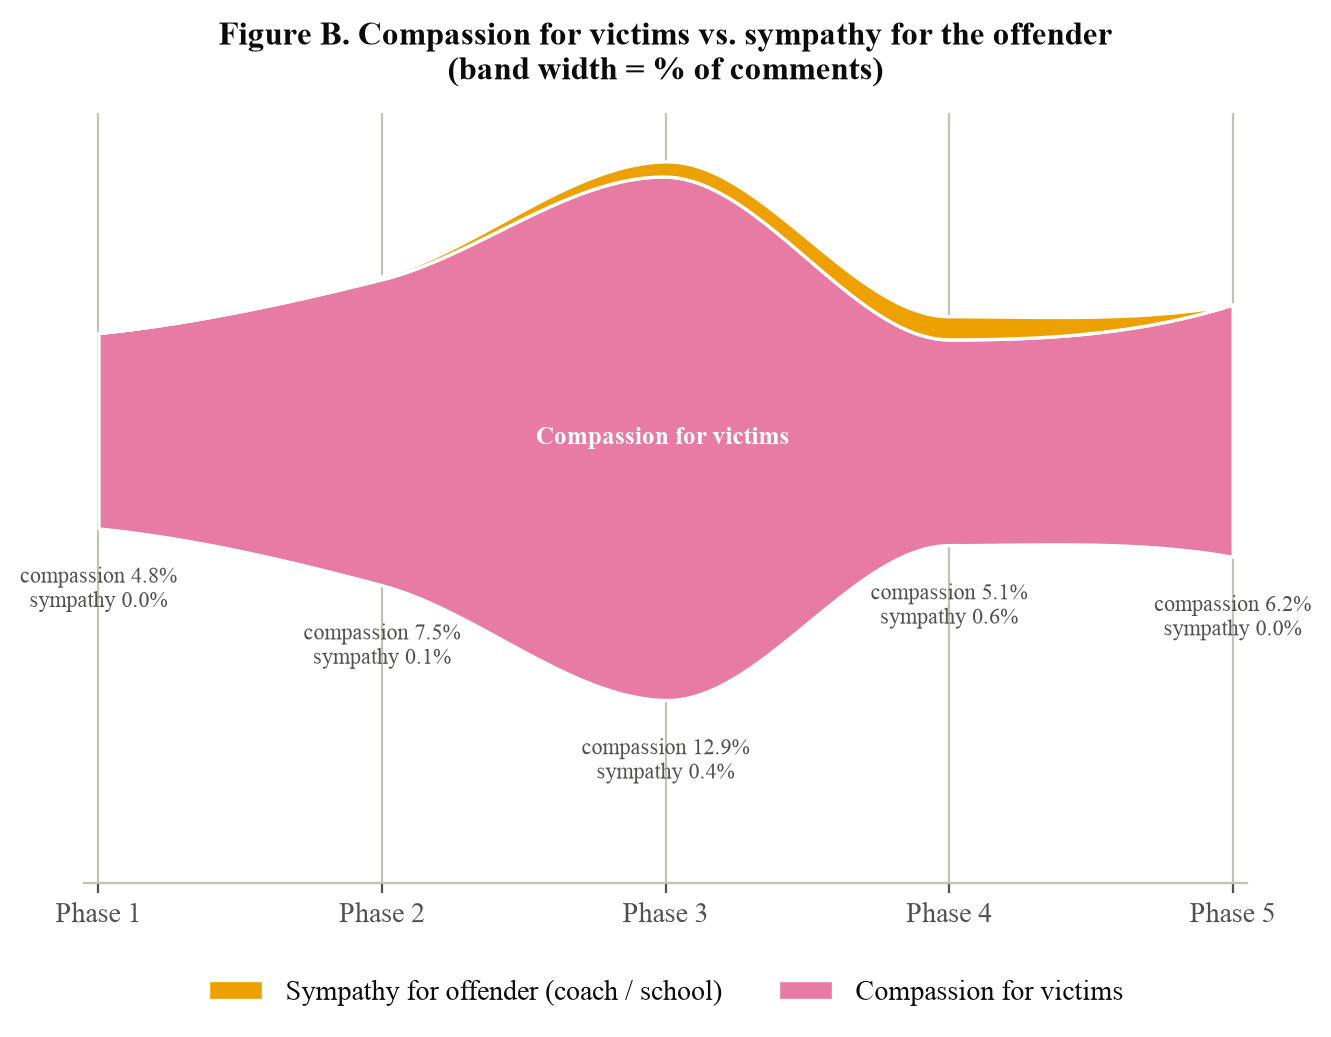 Figure B. Compassion for victims vs. sympathy for the offender
(band width = % of comments)
Compassion for victims
compassion 4.8%
sympathy 0.0%
compassion 7.5%
sympathy 0.1%
compassion 12.9%
sympathy 0.4%
compassion 5.1%
sympathy 0.6%
compassion 6.2%
sympathy 0.0%
Phase 1
Phase 2
Phase 3
Phase 4
Phase 5
Sympathy for offender (coach / school)
Compassion for victims